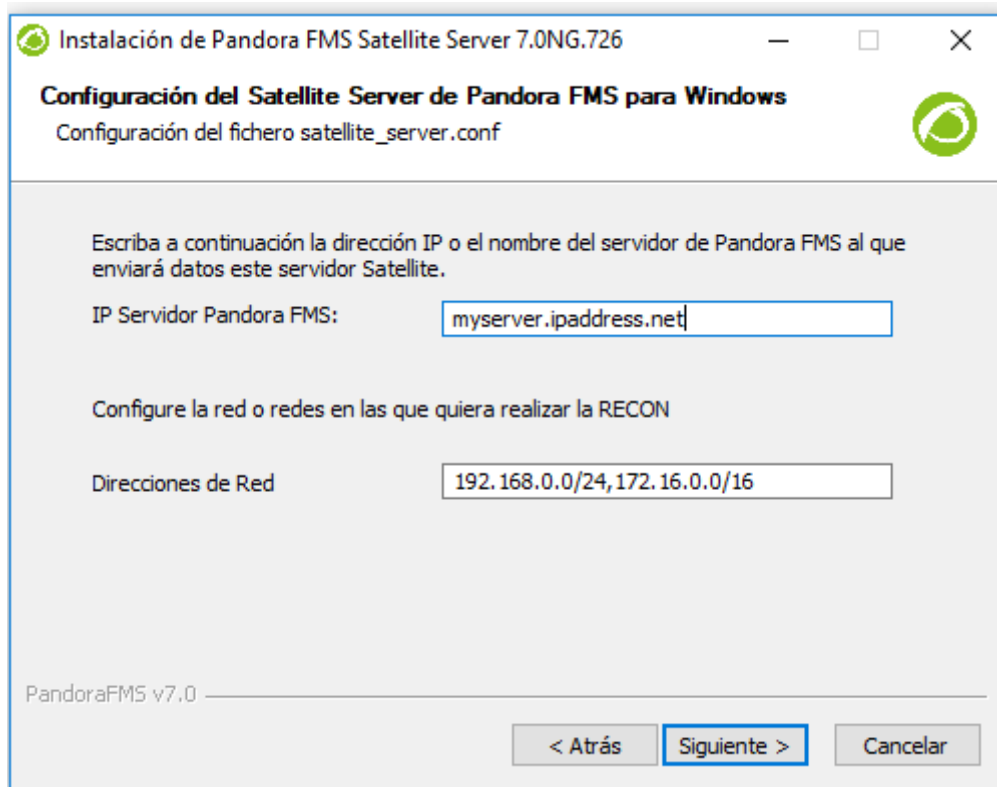 Instalación de Pandora FMS Satellite Server 7.0NG.726
Configuración del Satellite Server de Pandora FMS para Windows
Configuración del fichero satellite_server.conf
Escriba a continuación la dirección IP o el nombre del servidor de Pandora FMS al que
enviará datos este servidor Satellite.
IP Servidor Pandora FMS:
myserver.ipaddress.net
Configure la red o redes en las que quiera realizar la RECON
Direcciones de Red
192.168.0.0/24,172.16.0.0/16
PandoraFMS v7.0
< Atrás
Siguiente >
Cancelar